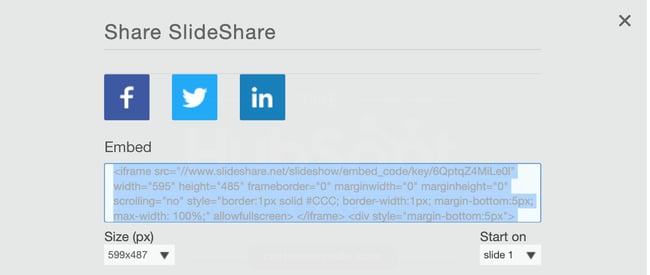 Share SlideShare
f
in
HubSpot
Embed
<iframe src="//www.slideshare.net/slideshow/embed_code/key/6QptqZ4MiLe0l"
width="595" height="485" frameborder="0" marginwidth="0" marginheight="0"
scrolling="no" style="border:1px solid #CCC; border-width:1px; margin-bottom:5px;
max-width: 100%;" allowfullscreen> </iframe> <div style="margin-bottom:5px">
Size (px) Start on
599x487 slide 1